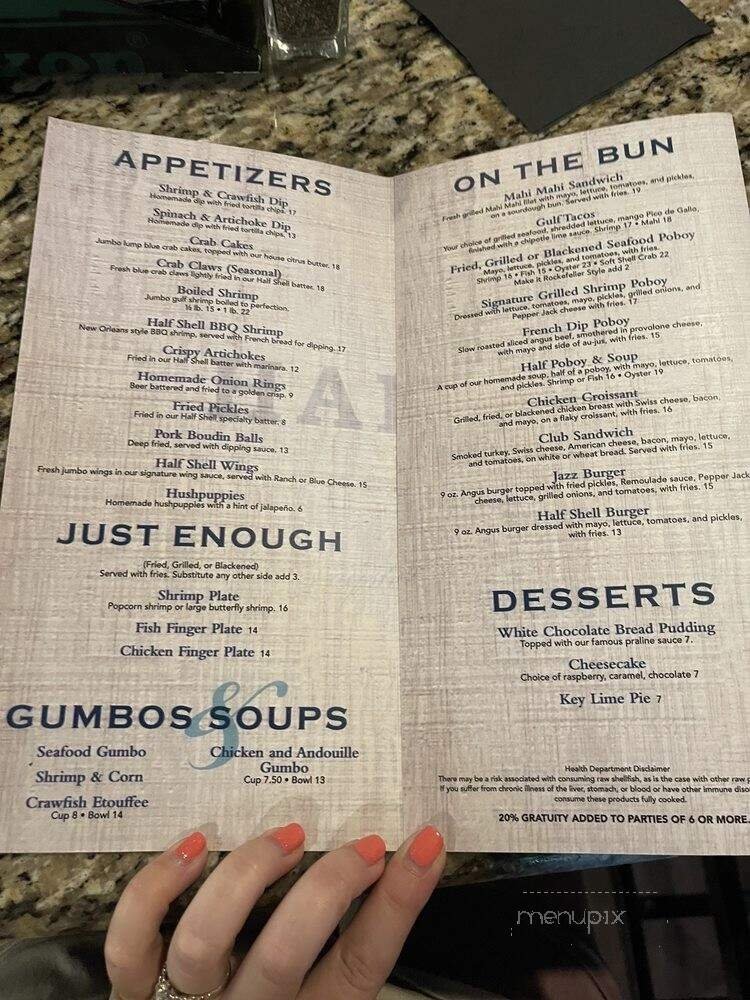 APPETIZERS
Shrimp & Crawfish Dip
Homemade dip with fried tortilla chips. 17
Spinach & Artichoke Dip
Homemade dip with fried tortilla chips. 13
Crab Cakes
Jumbo lump blue crab cakes, topped with our house citrus butter. 18
Crab Claws (Seasonal)
Fresh blue crab claws lightly fried in our Half Shell batter. 18
Boiled Shrimp
Jumbo gulf shrimp boiled to perfection.
½ lb. 15 • 1 lb. 22
Half Shell BBQ Shrimp
New Orleans style BBQ shrimp, served with French bread for dipping. 17
Crispy Artichokes
Fried in our Half Shell batter with marinara. 12
Homemade Onion Rings
Beer battered and fried to a golden crisp. 9
Fried Pickles
Fried in our Half Shell specialty batter. 8
Pork Boudin Balls
Deep fried, served with dipping sauce. 13
Half Shell Wings
Fresh jumbo wings in our signature wing sauce, served with Ranch or Blue Cheese. 15
Hushpuppies
Homemade hushpuppies with a hint of jalapeño. 6
JUST ENOUGH
(Fried, Grilled, or Blackened)
Served with fries. Substitute any other side add 3.
Shrimp Plate
Popcorn shrimp or large butterfly shrimp. 16
Fish Finger Plate 14
Chicken Finger Plate 14
GUMBOS & SOUPS
Seafood Gumbo
Shrimp & Corn
Crawfish Etouffee
Cup 8 • Bowl 14
Chicken and Andouille
Gumbo
Cup 7.50 • Bowl 13
ON THE BUN
Mahi Mahi Sandwich
Fresh grilled Mahi Mahi filet with mayo, lettuce, tomatoes, and pickles,
on a sourdough bun. Served with fries. 19
Gulf Tacos
Your choice of grilled seafood, shredded lettuce, mango Pico de Gallo,
finished with a chipotle lime sauce. Shrimp 17 • Mahi 18
Fried, Grilled or Blackened Seafood Poboy
Mayo, lettuce, pickles, and tomatoes, with fries.
Shrimp 16 • Fish 15 • Oyster 23 • Soft Shell Crab 22
Make it Rockefeller Style add 2
Signature Grilled Shrimp Poboy
Dressed with lettuce, tomatoes, mayo, pickles, grilled onions, and
Pepper Jack cheese with fries. 17
French Dip Poboy
Slow roasted sliced angus beef, smothered in provolone cheese,
with mayo and side of au-jus, with fries. 15
Half Poboy & Soup
A cup of our homemade soup, half of a poboy, with mayo, lettuce, tomatoes,
and pickles. Shrimp or Fish 16 • Oyster 19
Chicken Croissant
Grilled, fried, or blackened chicken breast with Swiss cheese, bacon,
and mayo, on a flaky croissant, with fries. 16
Club Sandwich
Smoked turkey, Swiss cheese, American cheese, bacon, mayo, lettuce,
and tomatoes, on white or wheat bread. Served with fries. 15
Jazz Burger
9 oz. Angus burger topped with fried pickles, Remoulade sauce, Pepper Jack
cheese, lettuce, grilled onions, and tomatoes, with fries. 15
Half Shell Burger
9 oz. Angus burger dressed with mayo, lettuce, tomatoes, and pickles,
with fries. 13
DESSERTS
White Chocolate Bread Pudding
Topped with our famous praline sauce 7.
Cheesecake
Choice of raspberry, caramel, chocolate 7
Key Lime Pie 7
Health Department Disclaimer
There may be a risk associated with consuming raw shellfish, as is the case with other raw
If you suffer from chronic illness of the liver, stomach, or blood or have other immune
consume these products fully cooked.
20% GRATUITY ADDED TO PARTIES OF 6 OR MORE.
menupix